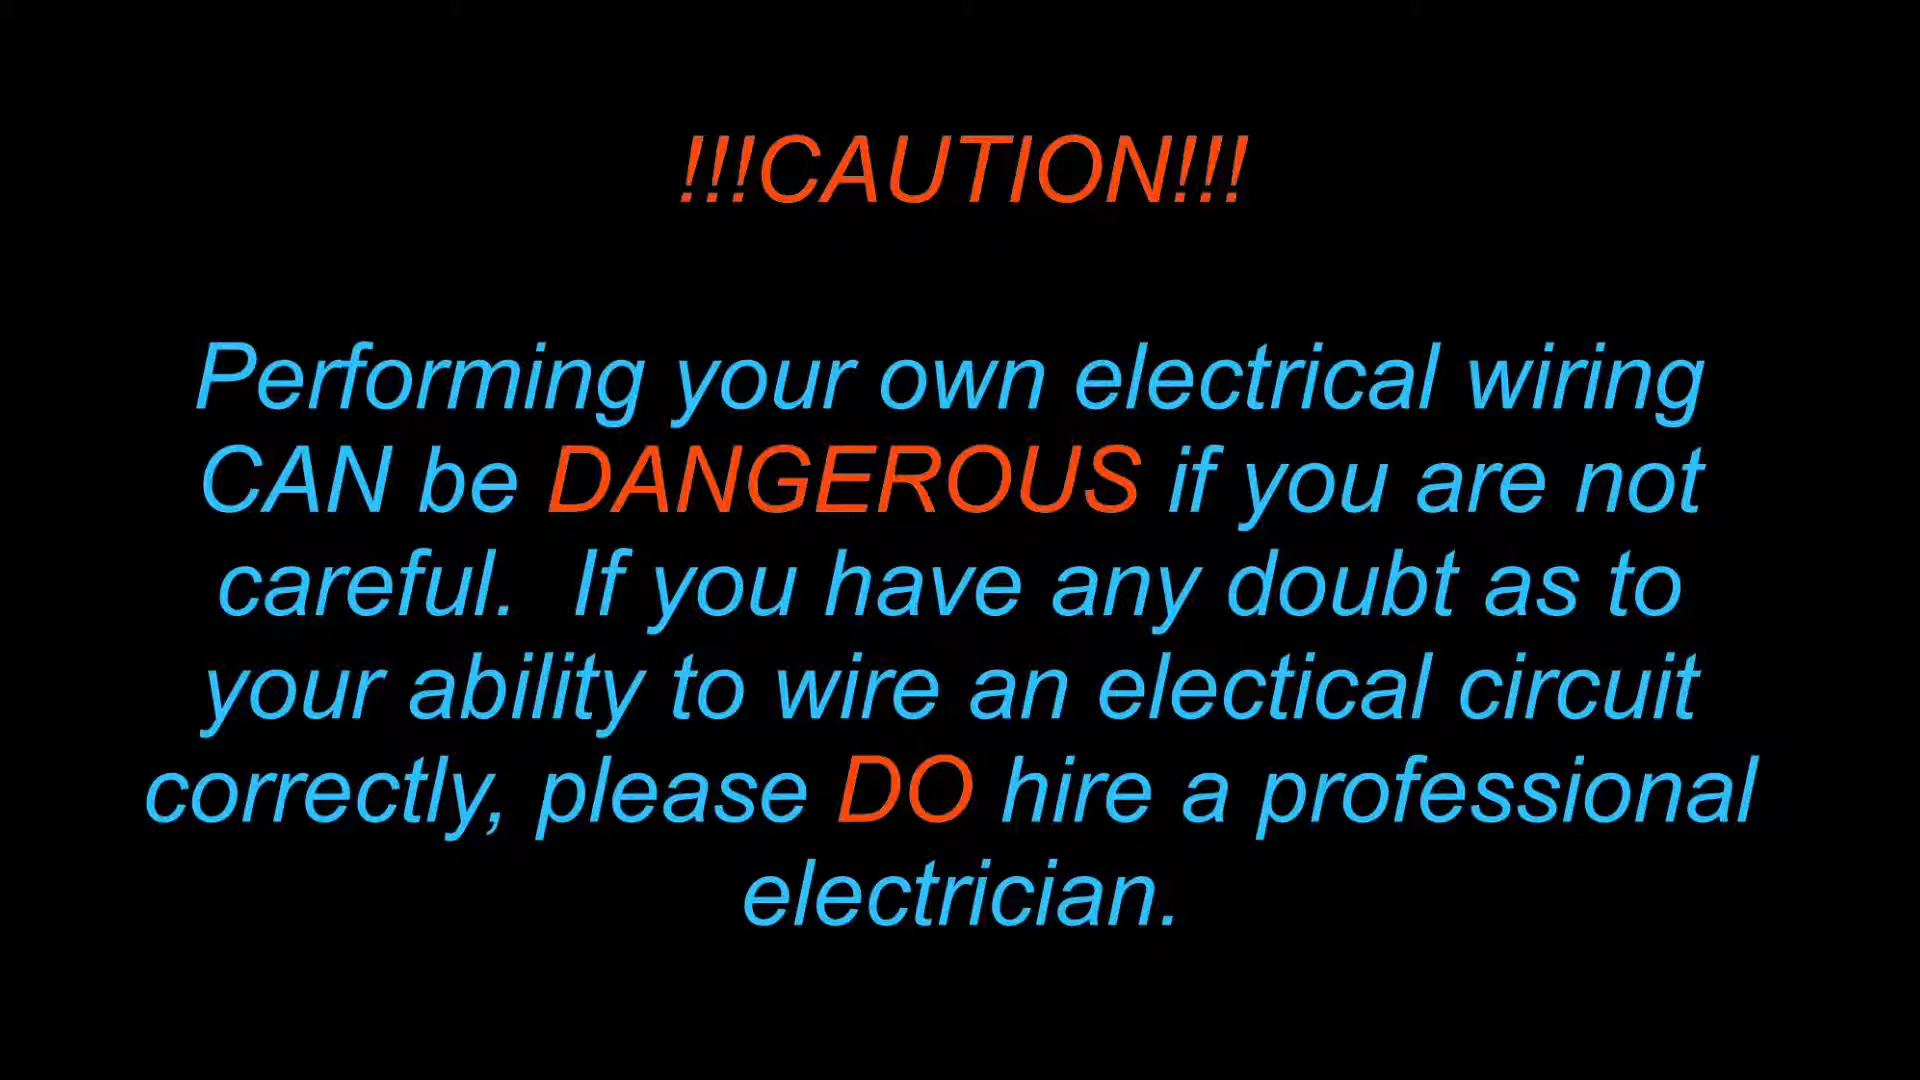 !!!CAUTION!!!
Performing your own electrical wiring
CAN be DANGEROUS if you are not
careful.  If you have any doubt as to
your ability to wire an electical circuit
correctly, please DO hire a professional
electrician.